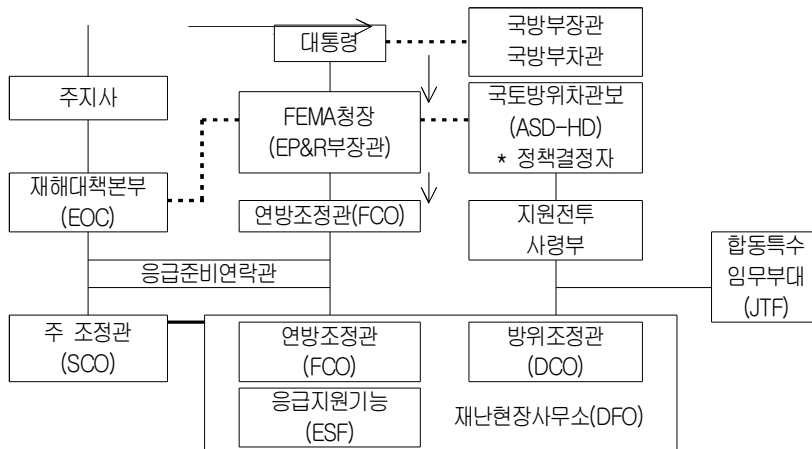 대통령
국방부장관
국방부차관
주지사
FEMA청장
(EP&R부장관)
국토방위차관보
(ASD-HD)
* 정책결정자
재해대책본부
(EOC)
연방조정관(FCO)
지원전투
사령부
합동특수
임무부대
(JTF)
응급준비연락관
주 조정관
(SCO)
연방조정관
(FCO)
방위조정관
(DCO)
응급지원기능
(ESF)
재난현장사무소(DFO)